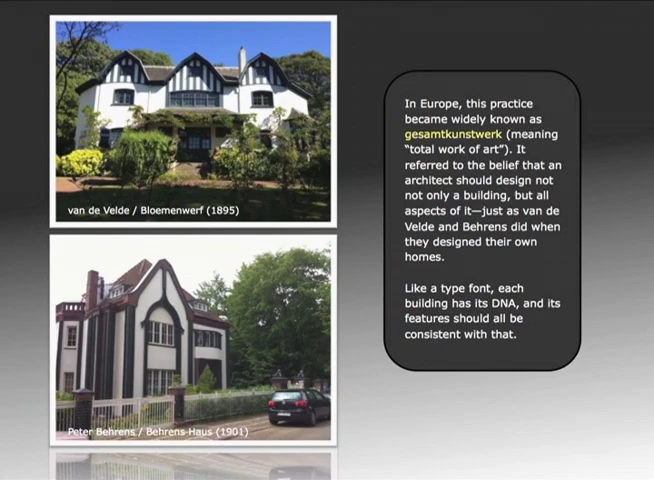 van de Velde / Bloemenwerf (1895)
Peter Behrens / Behrens-Haus (1901)
In Europe, this practice
became widely known as
gesamtkunstwerk (meaning
“total work of art”). It
referred to the belief that an
architect should design not
not only a building, but all
aspects of it—just as van de
Velde and Behrens did when
they designed their own
homes.
Like a type font, each
building has its DNA, and its
features should all be
consistent with that.